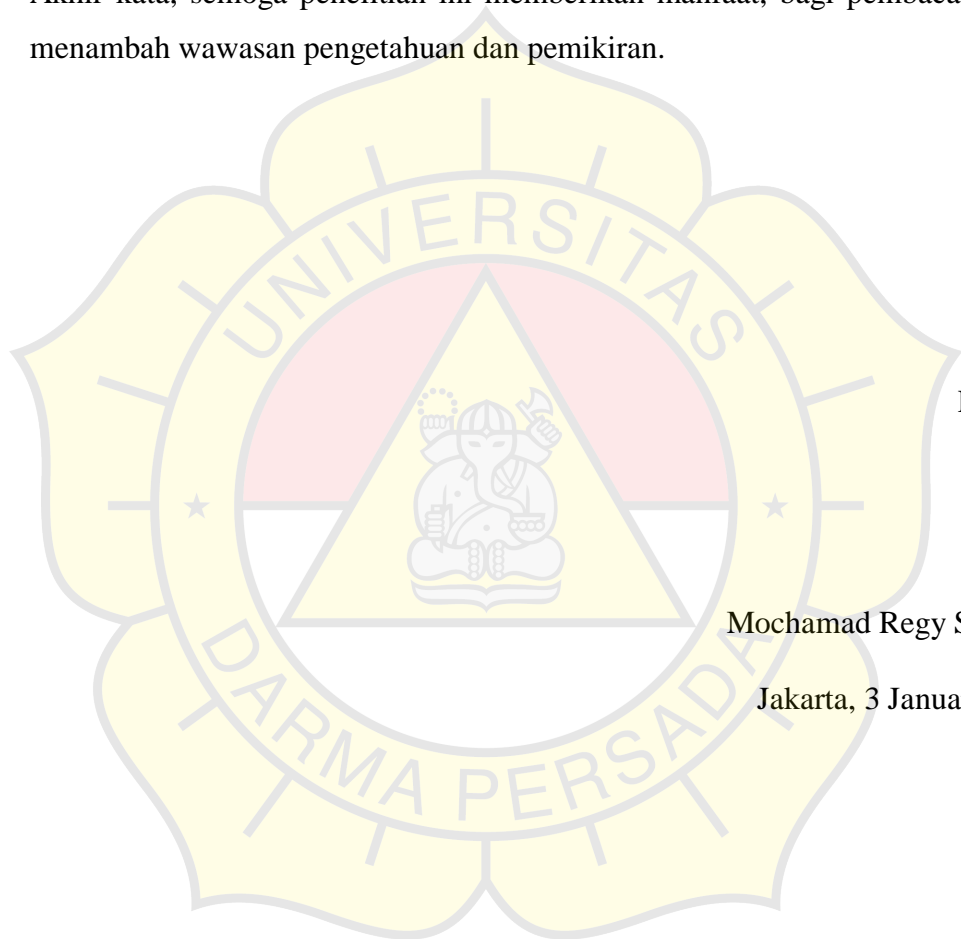 Akhir kata, semoga penelitian ini memberikan manfaat, bagi pembaca
menambah wawasan pengetahuan dan pemikiran.
UNIVERSITAS
Mochamad Regy S
Jakarta, 3 Janua
DARMA PERSADA